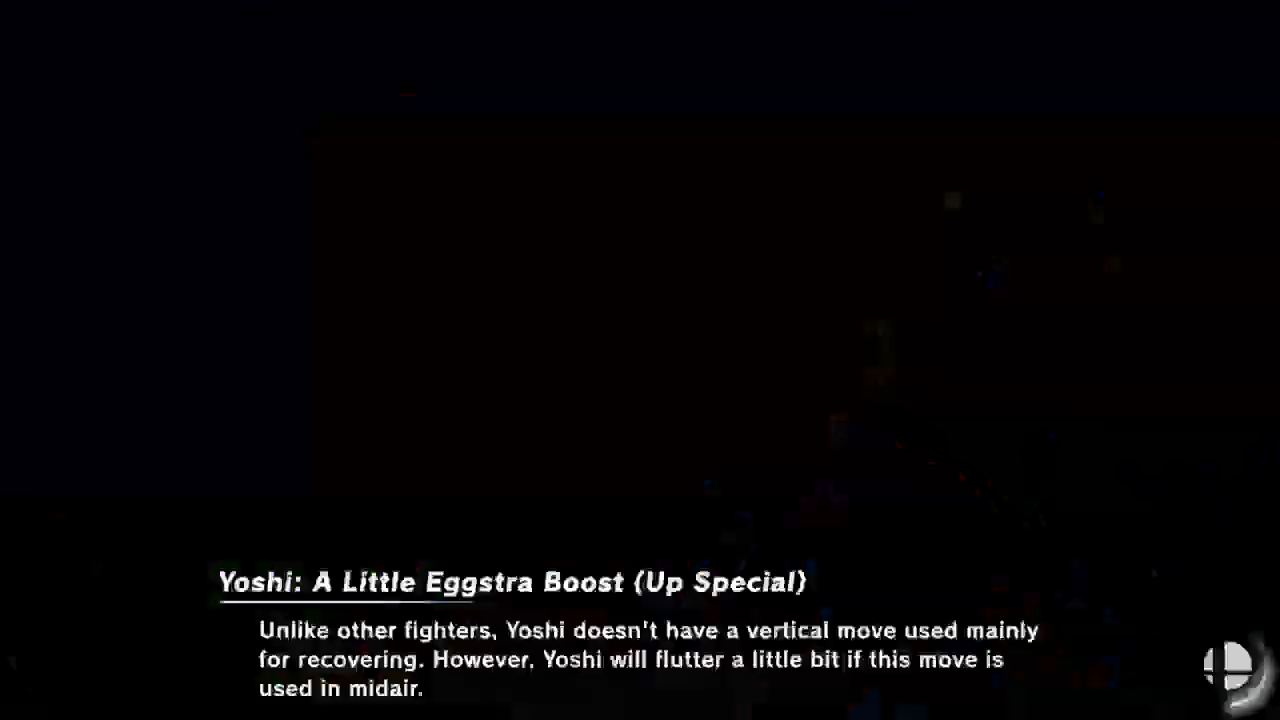 Yoshi: A Little Eggstra Boost (Up Special)
Unlike other fighters, Yoshi doesn't have a vertical move used mainly
for recovering. However, Yoshi will flutter a little bit if this move is
used in midair.